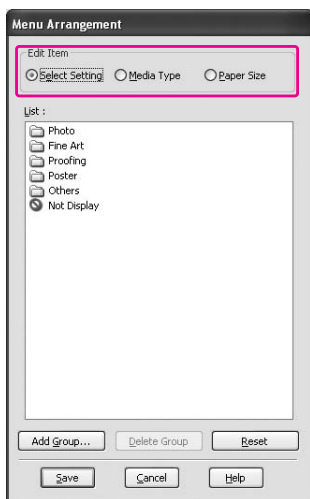 Menu Arrangement
Edit Item
Select Setting Media Type Paper Size
List :
Photo
Fine Art
Proofing
Poster
Others
Not Display
Add Group... Delete Group Reset
Save Cancel Help